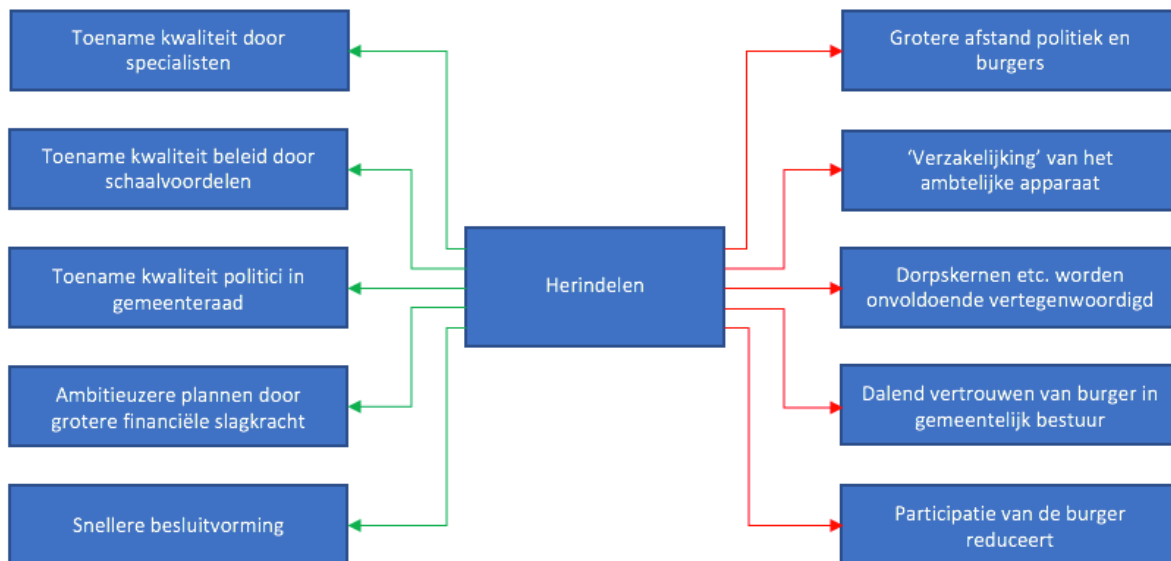 Toename kwaliteit door
specialisten
Toename kwaliteit beleid door
schaalvoordelen
Toename kwaliteit politici in
gemeenteraad
Ambitieuzere plannen door
grotere financiële slagkracht
Snellere besluitvorming
Herindelen
Grotere afstand politiek en
burgers
‘Verzakelijking’ van het
ambtelijke apparaat
Dorpskernen etc. worden
onvoldoende vertegenwoordigd
Dalend vertrouwen van burger in
gemeentelijk bestuur
Participatie van de burger
reduceert